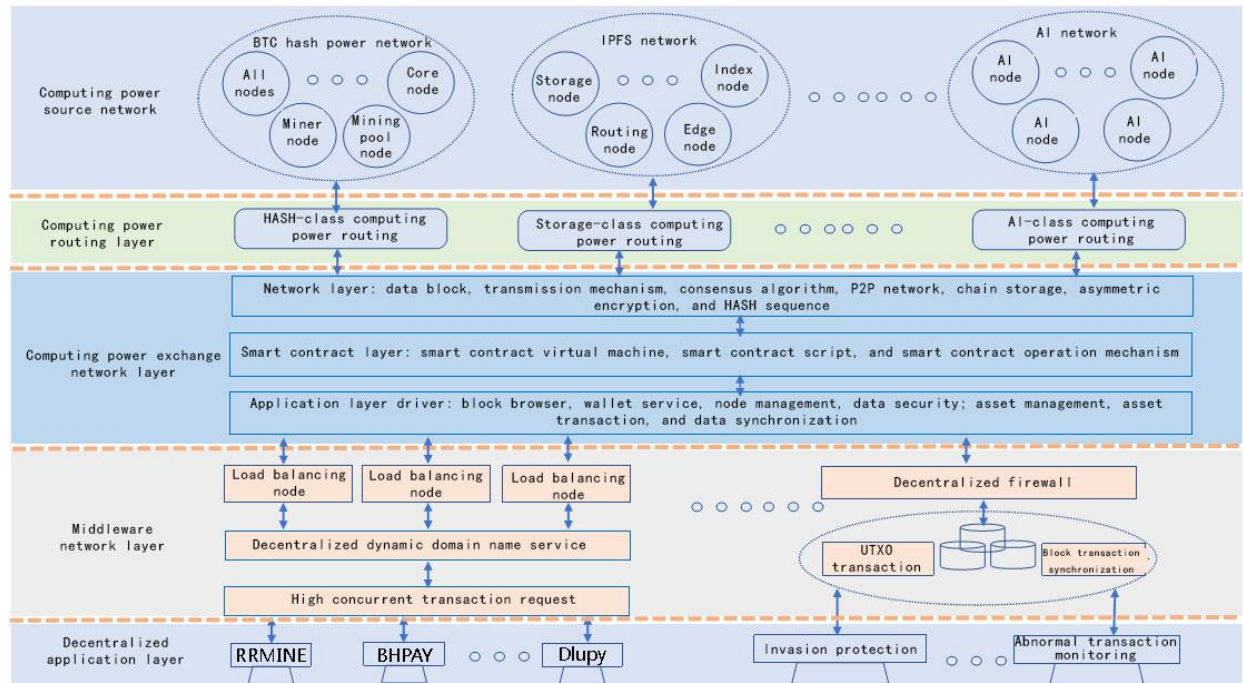 BTC hash power network
All
nodes
Core
node
Miner
node
Mining
pool
node
IPFS network
Storage
node
Index
node
Routing
node
Edge
node
AI network
AI
node
AI
node
AI
node
AI
node
Computing power
source network
Computing power
routing layer
HASH-class computing
power routing
Storage-class computing
power routing
AI-class computing
power routing
Computing power exchange
network layer
Network layer: data block, transmission mechanism, consensus algorithm, P2P network, chain storage, asymmetric
encryption, and HASH sequence
Smart contract layer: smart contract virtual machine, smart contract script, and smart contract operation mechanism
Application layer driver: block browser, wallet service, node management, data security; asset management, asset
transaction, and data synchronization
Middleware
network layer
Load balancing
node
Load balancing
node
Load balancing
node
Decentralized firewall
Decentralized dynamic domain name service
UTXO
transaction
Block transaction
synchronization
High concurrent transaction request
Decentralized
application layer
RRMINE
BHPAY
Dlupy
Invasion protection
Abnormal transaction
monitoring